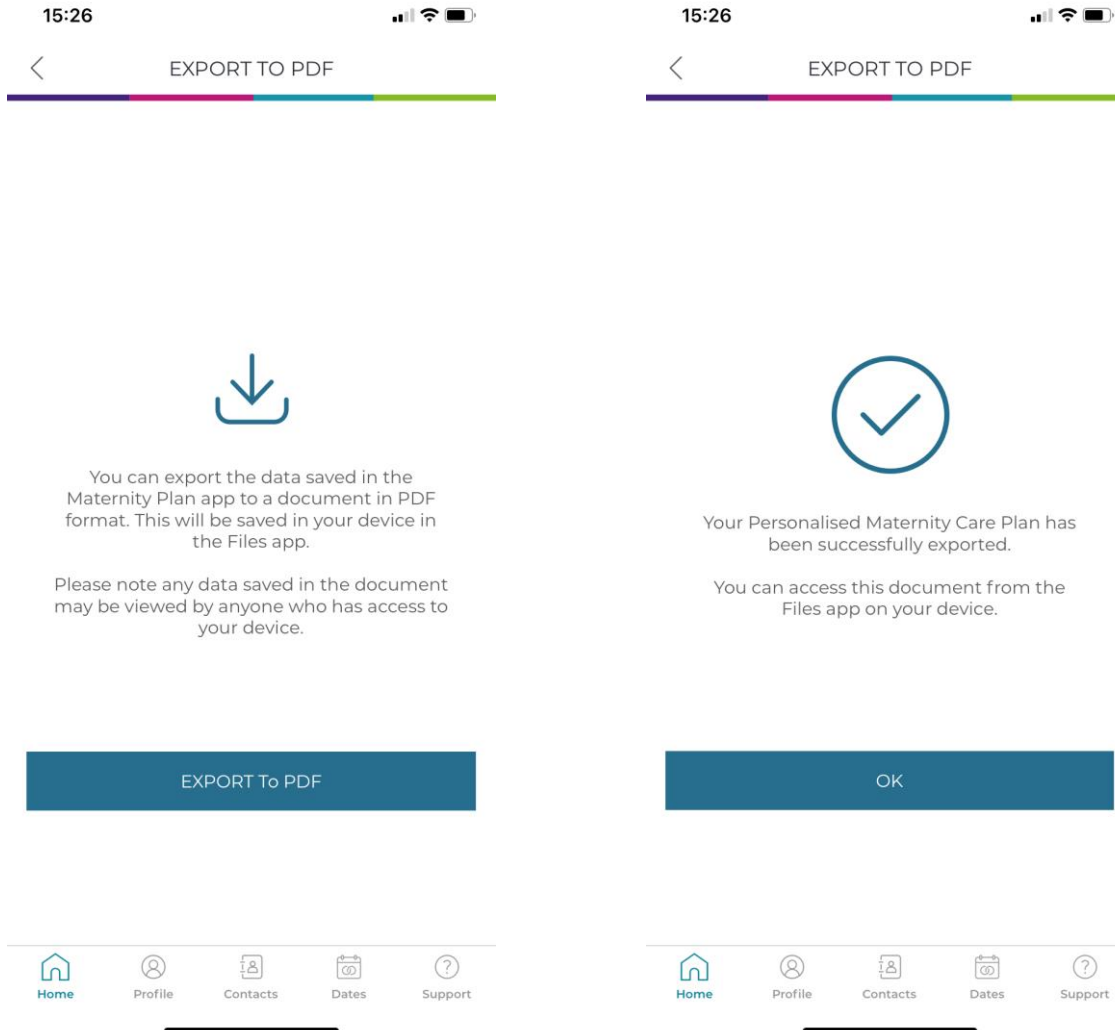 15:26
EXPORT TO PDF
You can export the data saved in the
Maternity Plan app to a document in PDF
format. This will be saved in your device in
the Files app.
Please note any data saved in the document
may be viewed by anyone who has access to
your device.
EXPORT To PDF
Home Profile Contacts Dates Support
15:26
EXPORT TO PDF
Your Personalised Maternity Care Plan has
been successfully exported.
You can access this document from the
Files app on your device.
OK
Home Profile Contacts Dates Support